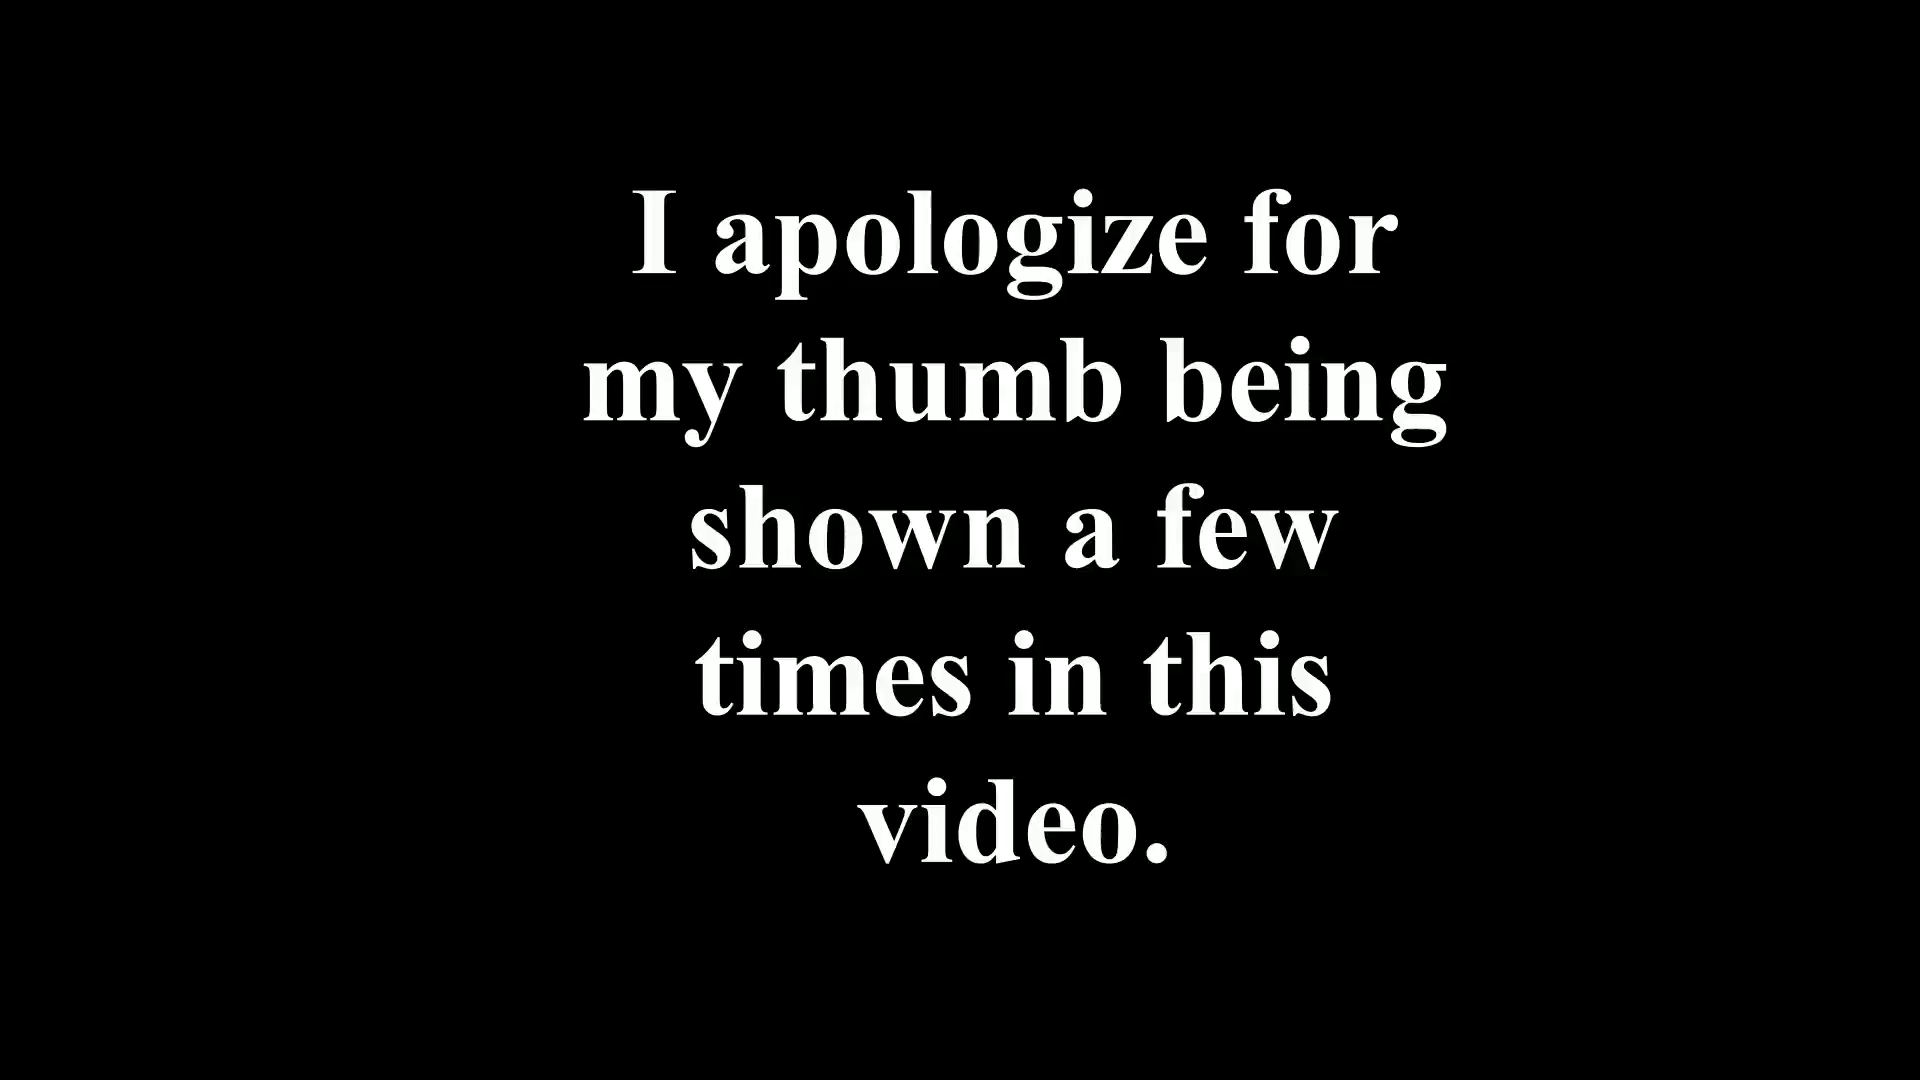 I apologize for
my thumb being
shown a few
times in this
video.